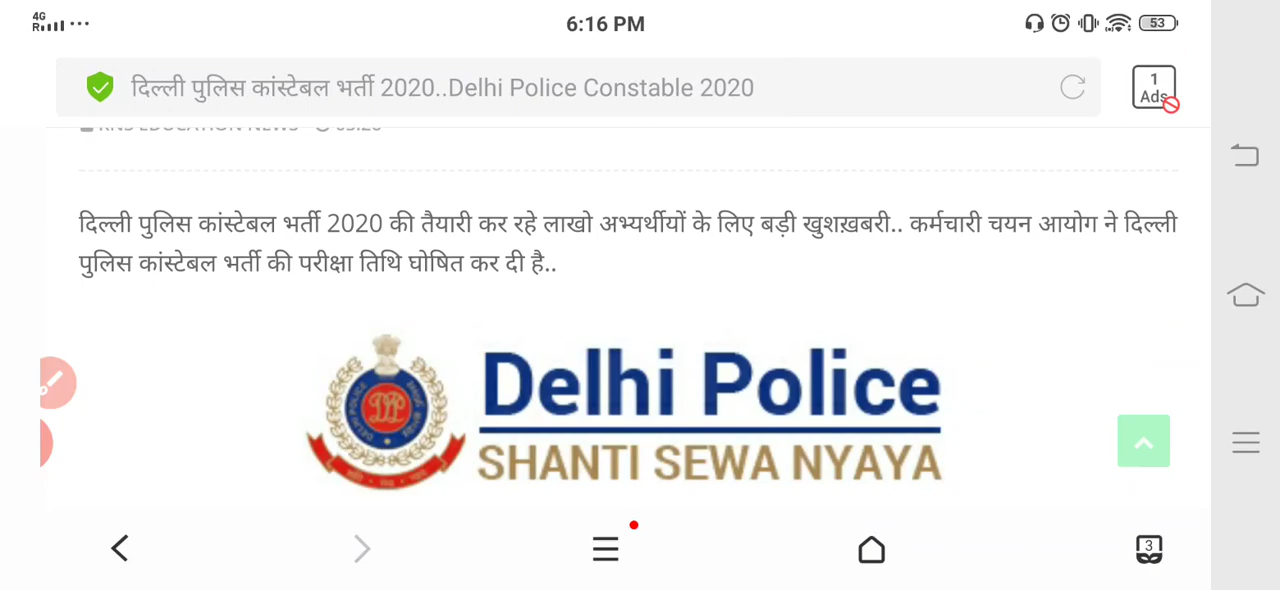 4G
R
6:16 PM
53
दिल्ली पुलिस कांस्टेबल भर्ती 2020..Delhi Police Constable 2020
1
Ads
दिल्ली पुलिस कांस्टेबल भर्ती 2020 की तैयारी कर रहे लाखो अभ्यर्थीयों के लिए बड़ी खुशख़बरी.. कर्मचारी चयन आयोग ने दिल्ली
पुलिस कांस्टेबल भर्ती की परीक्षा तिथि घोषित कर दी है..
Delhi Police
SHANTI SEWA NYAYA
3